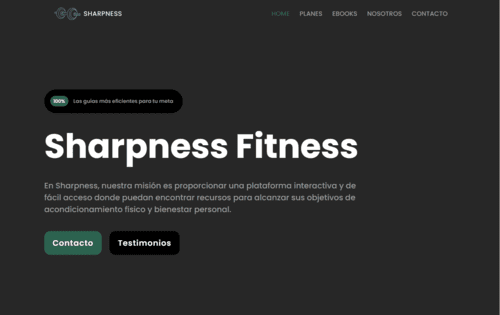 SHARPNESS
HOME PLANES EBOOKS NOSOTROS CONTACTO
100% Las guías más eficientes para tu meta
Sharpness Fitness
En Sharpness, nuestra misión es proporcionar una plataforma interactiva y de
fácil acceso donde puedan encontrar recursos para alcanzar sus objetivos de
acondicionamiento físico y bienestar personal.
Contacto Testimonios